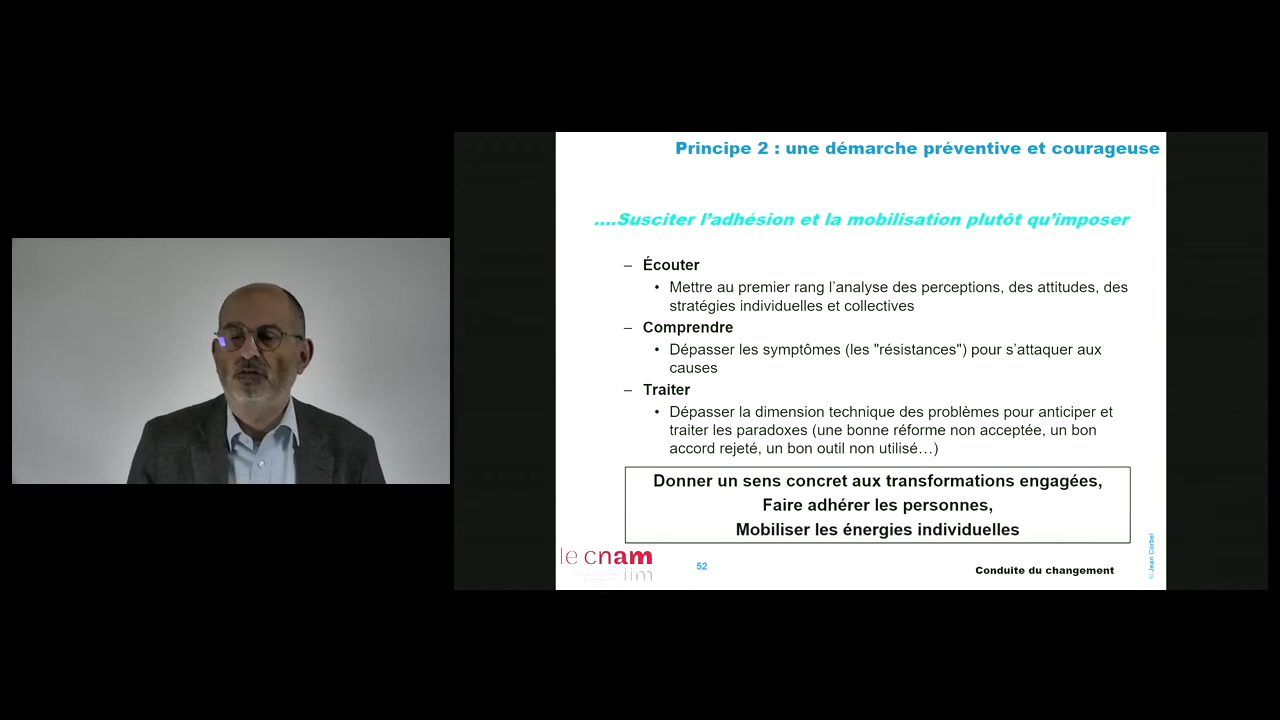 Principe 2 : une démarche préventive et courageuse
....Susciter l’adhésion et la mobilisation plutôt qu’imposer
– Écouter
• Mettre au premier rang l’analyse des perceptions, des attitudes, des
stratégies individuelles et collectives
– Comprendre
• Dépasser les symptômes (les "résistances") pour s’attaquer aux
causes
– Traiter
• Dépasser la dimension technique des problèmes pour anticiper et
traiter les paradoxes (une bonne réforme non acceptée, un bon
accord rejeté, un bon outil non utilisé…)
Donner un sens concret aux transformations engagées,
Faire adhérer les personnes,
Mobiliser les énergies individuelles
le cnam
52
Conduite du changement
© Jean Corbel